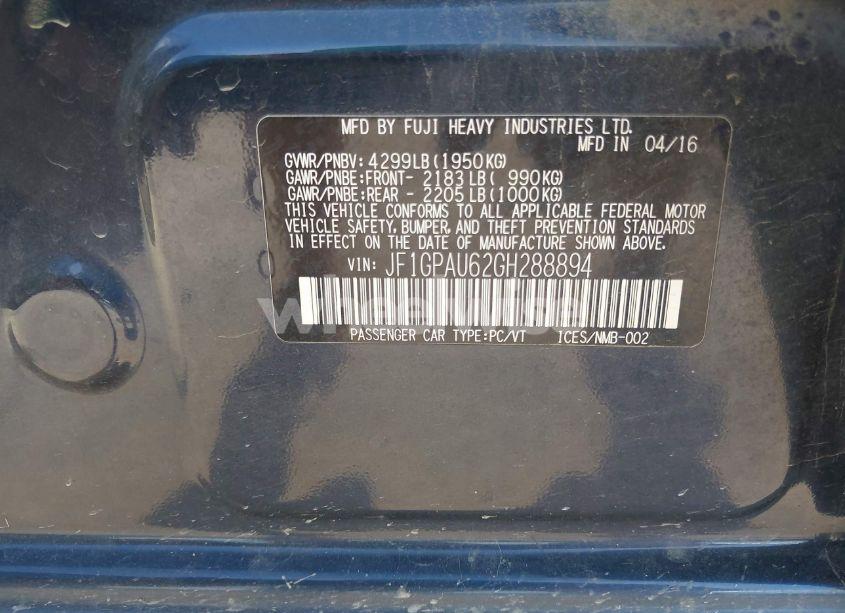 MFD BY FUJI HEAVY INDUSTRIES LTD.
MFD IN 04/16
GVWR/PNBV: 4299LB (1950KG)
GAWR/PNBE:FRONT- 2183LB ( 990KG)
GAWR/PNBE:REAR - 2205LB (1000KG)
THIS VEHICLE CONFORMS TO ALL APPLICABLE FEDERAL MOTOR
VEHICLE SAFETY, BUMPER, AND THEFT PREVENTION STANDARDS
IN EFFECT ON THE DATE OF MANUFACTURE SHOWN ABOVE.
VIN: JF1GPAU62GH288894
PASSENGER CAR TYPE:PC/VT ICES/NMB-002